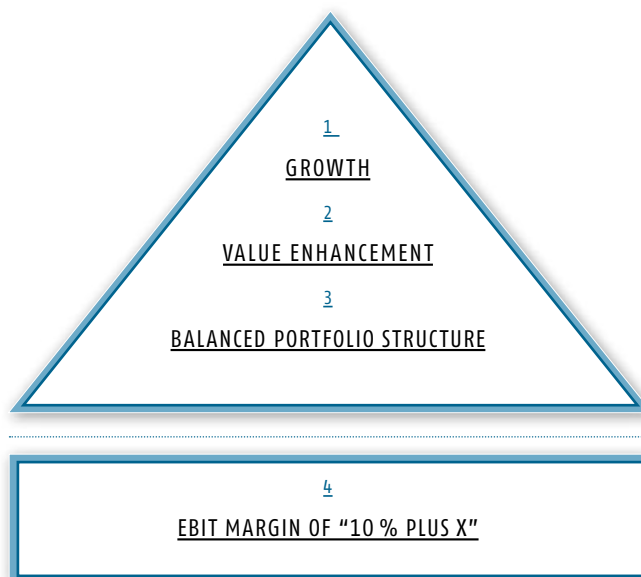 1
GROWTH
2
VALUE ENHANCEMENT
3
BALANCED PORTFOLIO STRUCTURE
4
EBIT MARGIN OF “10 % PLUS X”